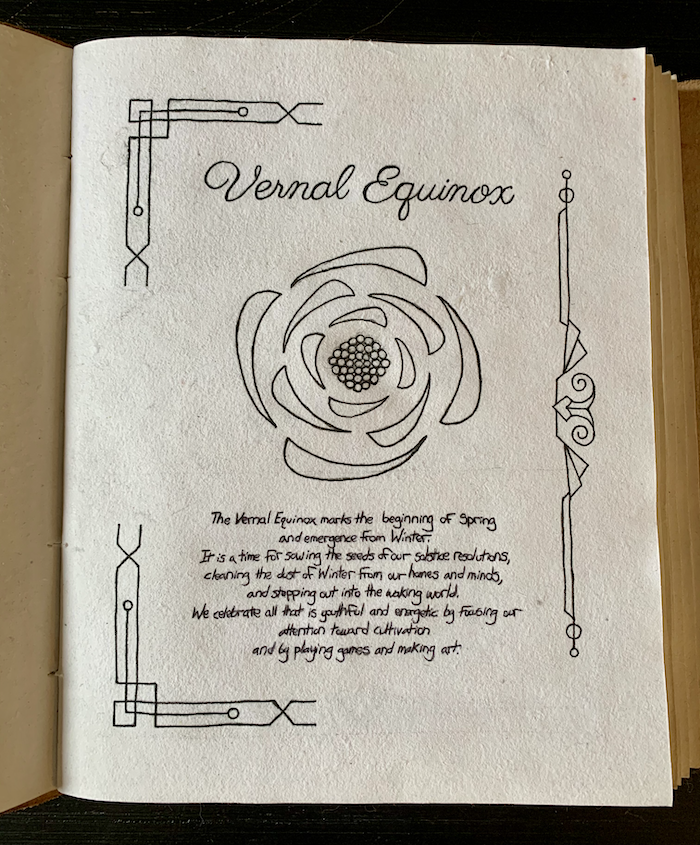 Vernal Equinox
The Vernal Equinox marks the beginning of Spring
and emergence from Winter.
It is a time for sowing the seeds of our solstice resolutions,
cleaning the dust of Winter from our homes and minds,
and stepping out into the waking world.
We celebrate all that is youthful and energetic by focusing our
attention toward cultivation
and by playing games and making art.